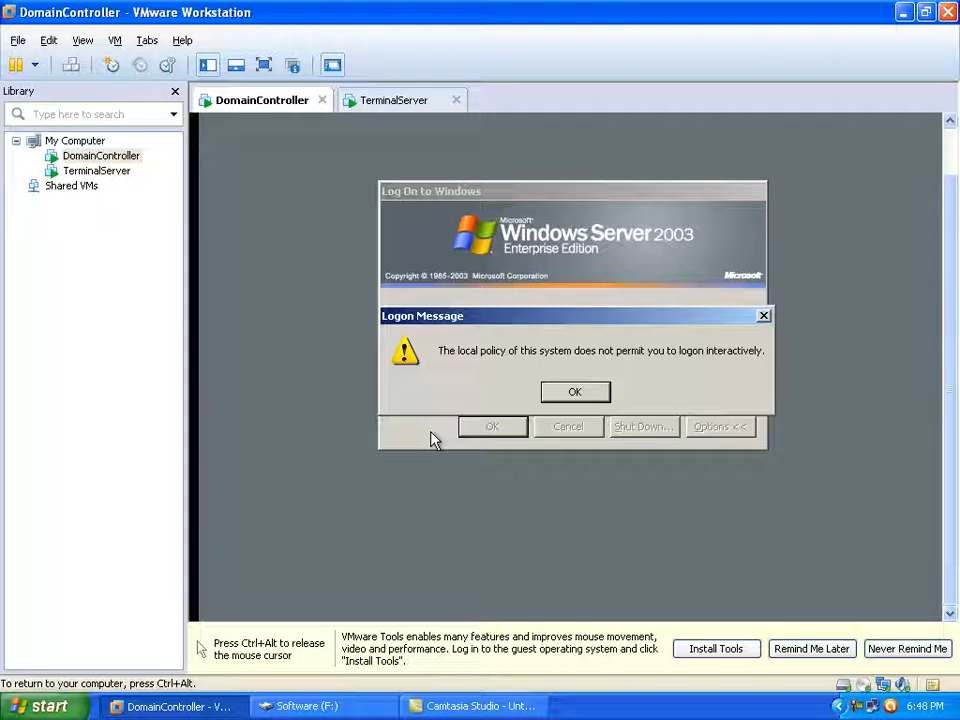 DomainController - VMware Workstation
File Edit View VM Tabs Help
Library
Type here to search
My Computer
DomainController
TerminalServer
Shared VMs
DomainController
TerminalServer
Log On to Windows
Microsoft
Windows Server 2003
Enterprise Edition
Copyright © 1985-2003 Microsoft Corporation
Microsoft
Logon Message
The local policy of this system does not permit you to logon interactively.
OK
OK Cancel Shut Down... Options <<
Press Ctrl+Alt to release
the mouse cursor
VMware Tools enables many features and improves mouse movement,
video and performance. Log in to the guest operating system and click
"Install Tools".
Install Tools
Remind Me Later
Never Remind Me
To return to your computer, press Ctrl+Alt.
start
DomainController - V...
Software (F:)
Camtasia Studio - Unt...
6:48 PM